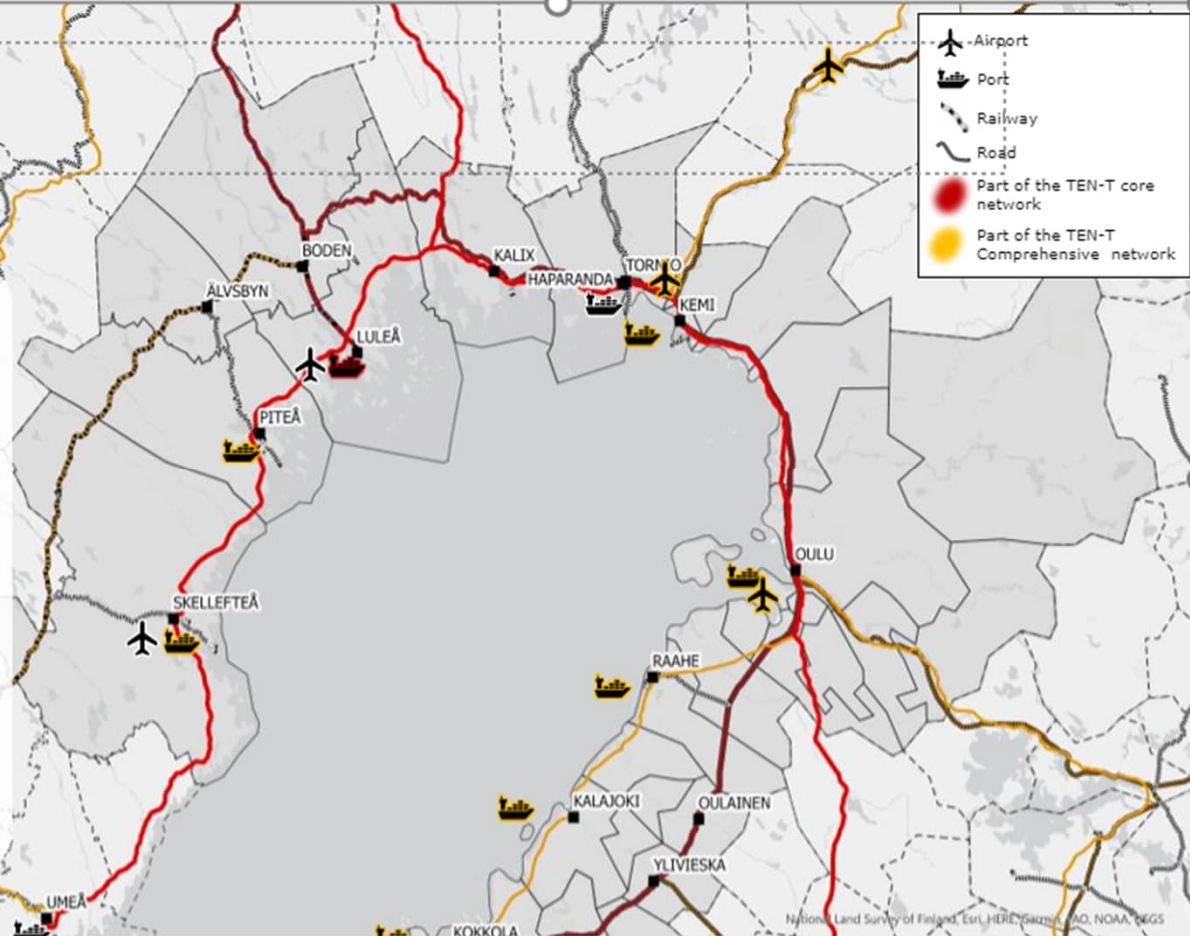 Airport
Port
Railway
Road
Part of the TEN-T core
network
Part of the TEN-T
Comprehensive network
BODEN
KALIX
HAPARANDA
TORNIO
ÄLVSBYN
KEMI
LULEÅ
PITEÅ
OULU
SKELLEFTEÅ
RAAHE
KALAJOKI
OULAINEN
YLIVIESKA
UMEÅ
KOKKOLA
National Land Survey of Finland, Esri, HERE, Garmin, FAO, NOAA, USGS